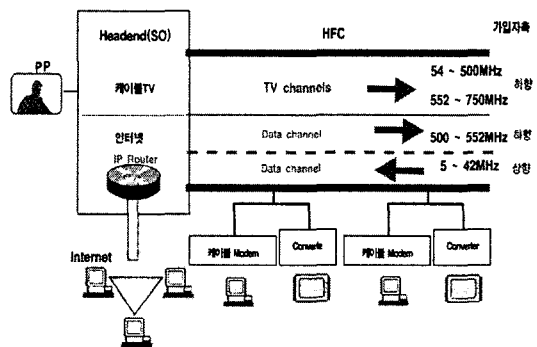 Headend(SO)
HFC
가입자측
PP
케이블TV
TV channels
54 ~ 500MHz
552 ~ 750MHz
하향
인터넷
Data channel
500 ~ 552MHz
하향
IP Router
Data channel
5 ~ 42MHz
상향
Internet
케이블 Modem
Converte
케이블 Modem
Converter